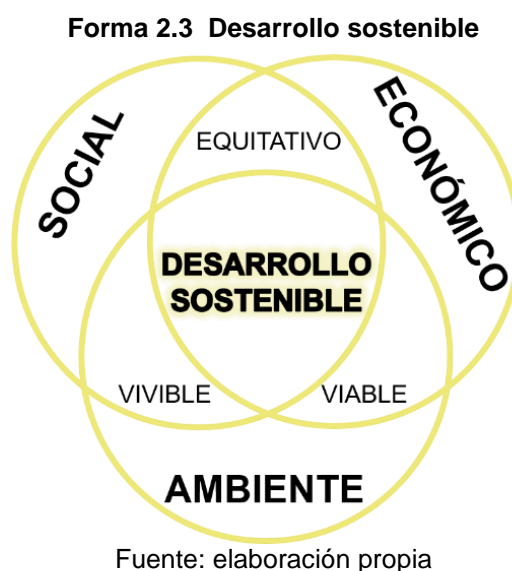 Forma 2.3 Desarrollo sostenible
SOCIAL
ECONÓMICO
EQUITATIVO
DESARROLLO
SOSTENIBLE
VIVIBLE
VIABLE
AMBIENTE
Fuente: elaboración propia